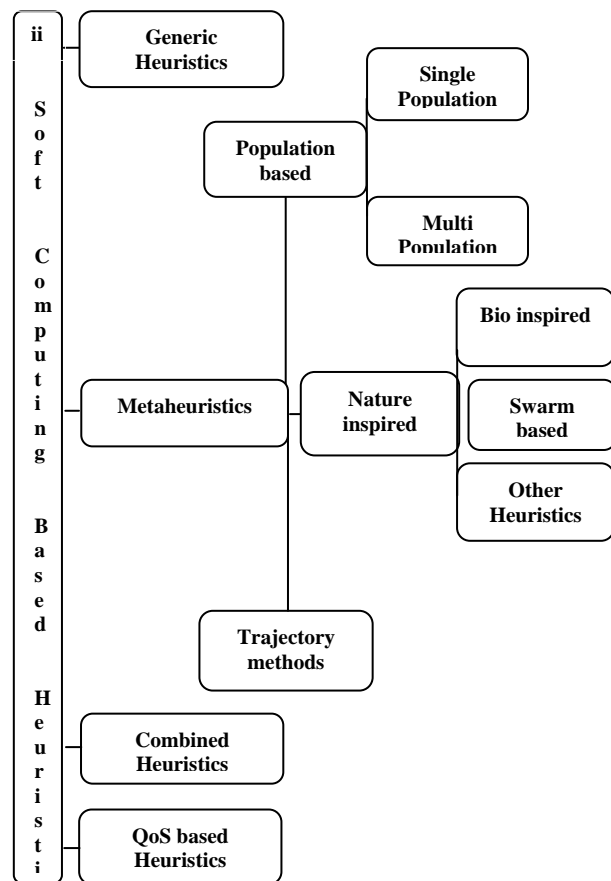 ii Soft Computing Based Heuristi
Generic
Heuristics
Single
Population
Population
based
Multi
Population
Bio inspired
Metaheuristics
Nature
inspired
Swarm
based
Other
Heuristics
Trajectory
methods
Combined
Heuristics
QoS based
Heuristics